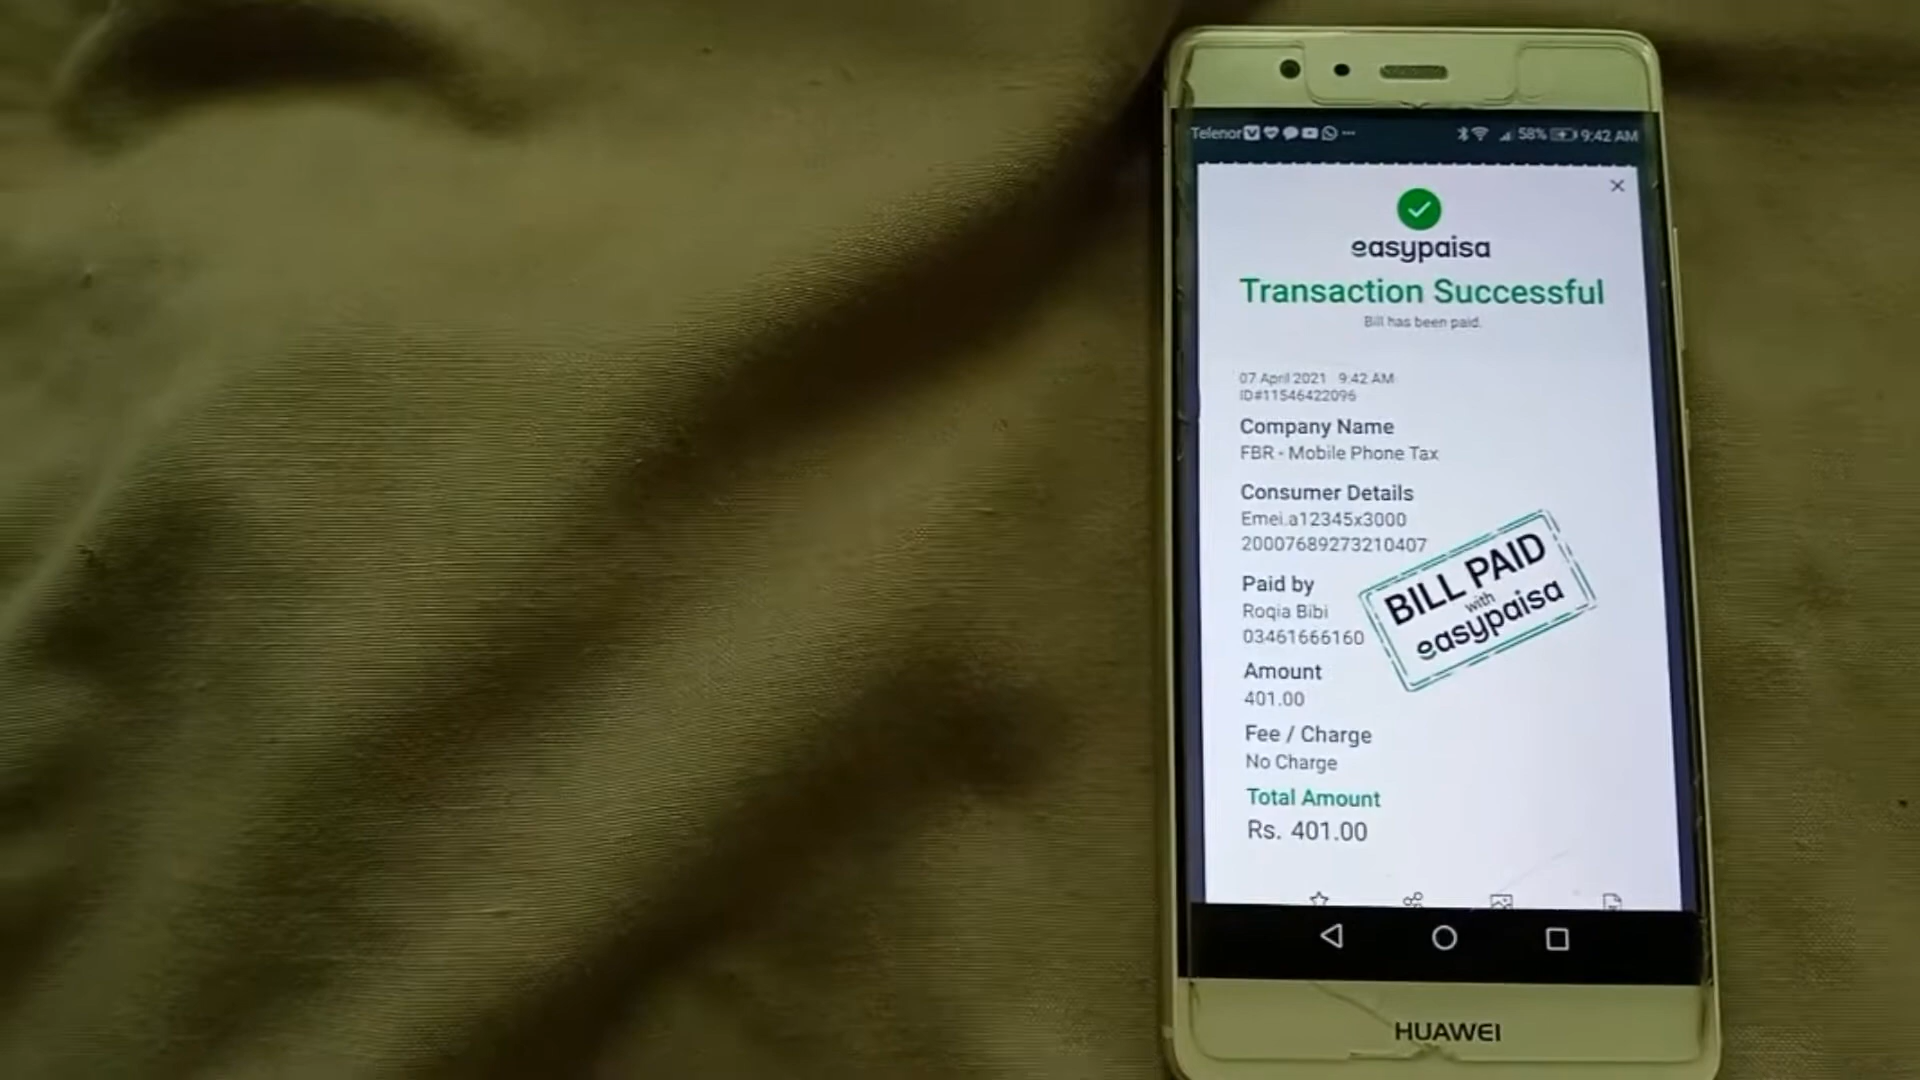 Telenor
58%
9:42 AM
easypaisa
Transaction Successful
Bill has been paid.
07 April 2021 9:42 AM
ID#11546422096
Company Name
FBR - Mobile Phone Tax
Consumer Details
Emei.a12345x3000
20007689273210407
Paid by
Roqia Bibi
03461666160
BILL PAID
with
easypaisa
Amount
401.00
Fee / Charge
No Charge
Total Amount
Rs. 401.00
HUAWEI